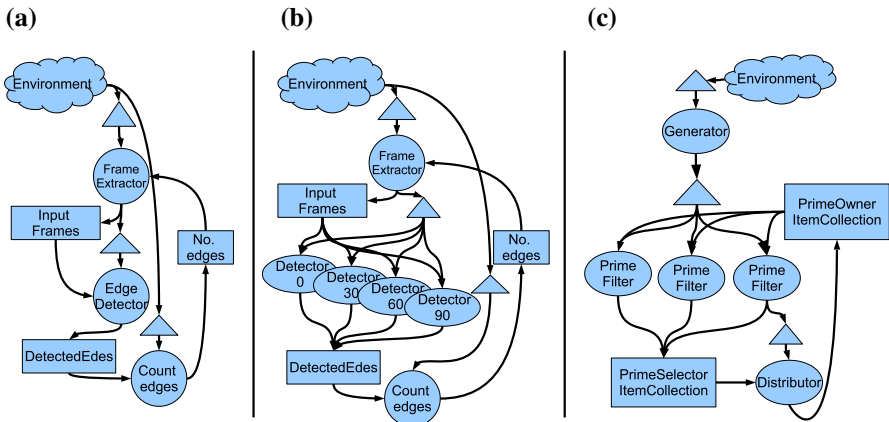 (a)
Environment
Frame
Extractor
Input
Frames
No.
edges
Edge
Detector
DetectedEdes
Count
edges
(b)
Environment
Frame
Extractor
Input
Frames
No.
edges
Detector
0
Detector
30
Detector
60
Detector
90
DetectedEdes
Count
edges
(c)
Environment
Generator
PrimeOwner
ItemCollection
Prime
Filter
Prime
Filter
Prime
Filter
PrimeSelector
ItemCollection
Distributor